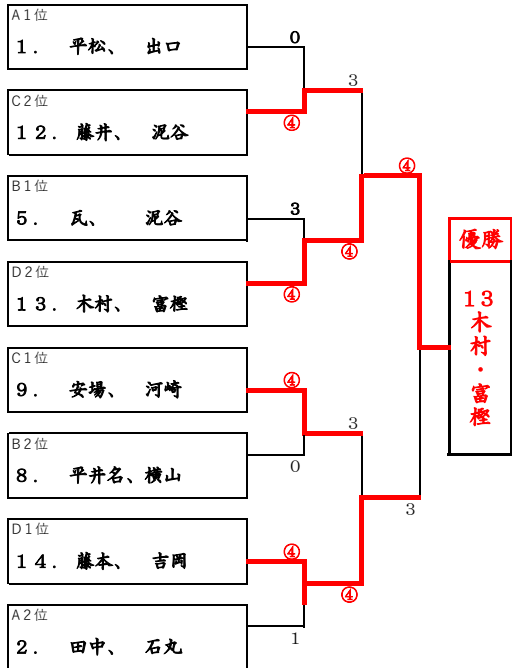 A1位
1. 平松、 出口
0
3
C2位
12. 藤井、 泥谷
④
④
B1位
5. 瓦、 泥谷
3
④
D2位
13. 木村、 富樫
④
優勝
13木村・富樫
C1位
9. 安場、 河崎
④
3
B2位
8. 平井名、横山
0
3
D1位
14. 藤本、 吉岡
④
④
A2位
2. 田中、 石丸
1